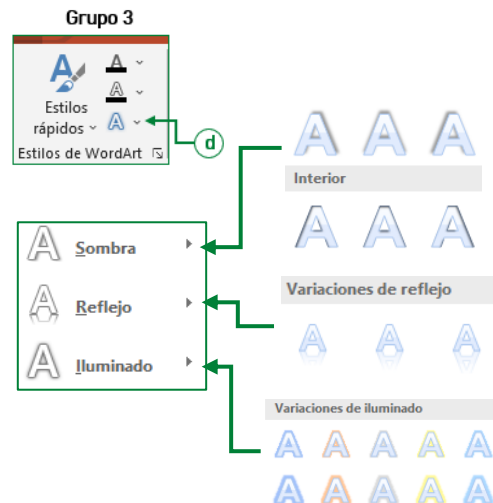 Grupo 3
Estilos
rápidos
Estilos de WordArt
d
Interior
Sombra
Reflejo
Iluminado
Variaciones de reflejo
Variaciones de iluminado